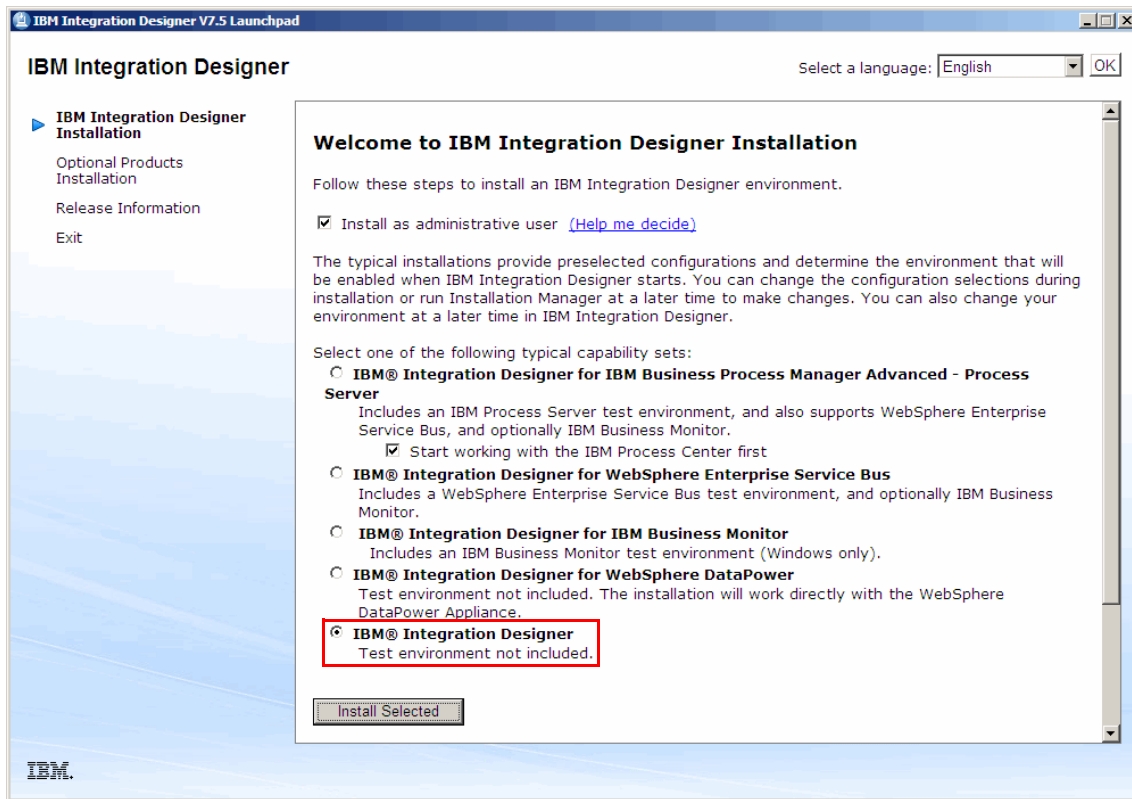 IBM Integration Designer V7.5 Launchpad
IBM Integration Designer
Select a language: English OK
IBM Integration Designer
Installation
Optional Products
Installation
Release Information
Exit
Welcome to IBM Integration Designer Installation
Follow these steps to install an IBM Integration Designer environment.
Install as administrative user (Help me decide)
The typical installations provide preselected configurations and determine the environment that will
be enabled when IBM Integration Designer starts. You can change the configuration selections during
installation or run Installation Manager at a later time to make changes. You can also change your
environment at a later time in IBM Integration Designer.
Select one of the following typical capability sets:
IBM® Integration Designer for IBM Business Process Manager Advanced - Process
Server
Includes an IBM Process Server test environment, and also supports WebSphere Enterprise
Service Bus, and optionally IBM Business Monitor.
Start working with the IBM Process Center first
IBM® Integration Designer for WebSphere Enterprise Service Bus
Includes a WebSphere Enterprise Service Bus test environment, and optionally IBM Business
Monitor.
IBM® Integration Designer for IBM Business Monitor
Includes an IBM Business Monitor test environment (Windows only).
IBM® Integration Designer for WebSphere DataPower
Test environment not included. The installation will work directly with the WebSphere
DataPower Appliance.
IBM® Integration Designer
Test environment not included.
Install Selected
IBM.